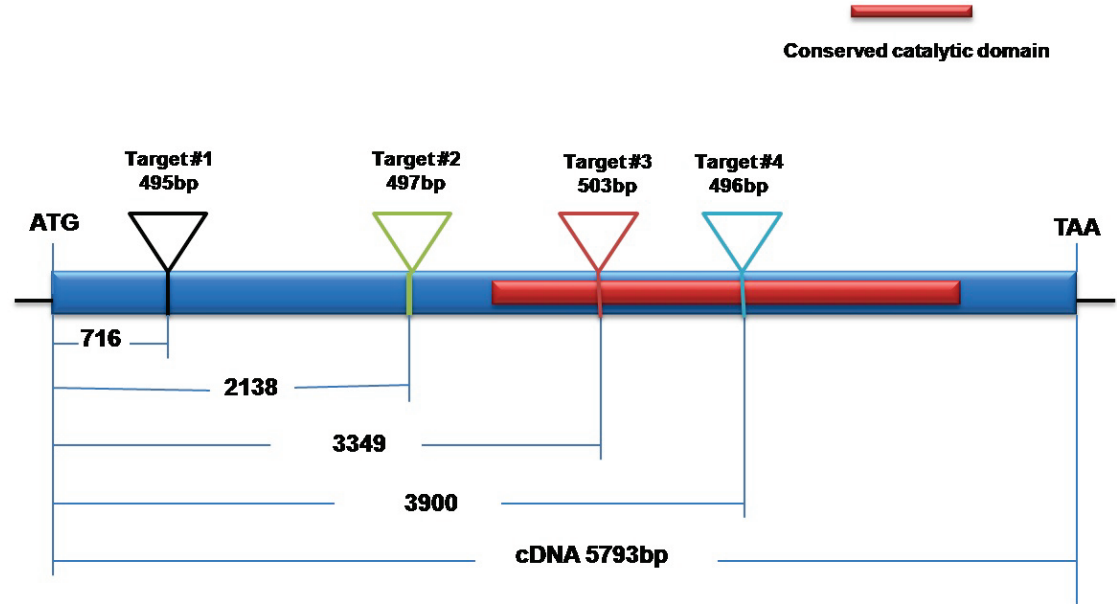 Conserved catalytic domain
Target #1
495bp
Target #2
497bp
Target #3
503bp
Target #4
496bp
ATG
TAA
716
2138
3349
3900
cDNA 5793bp